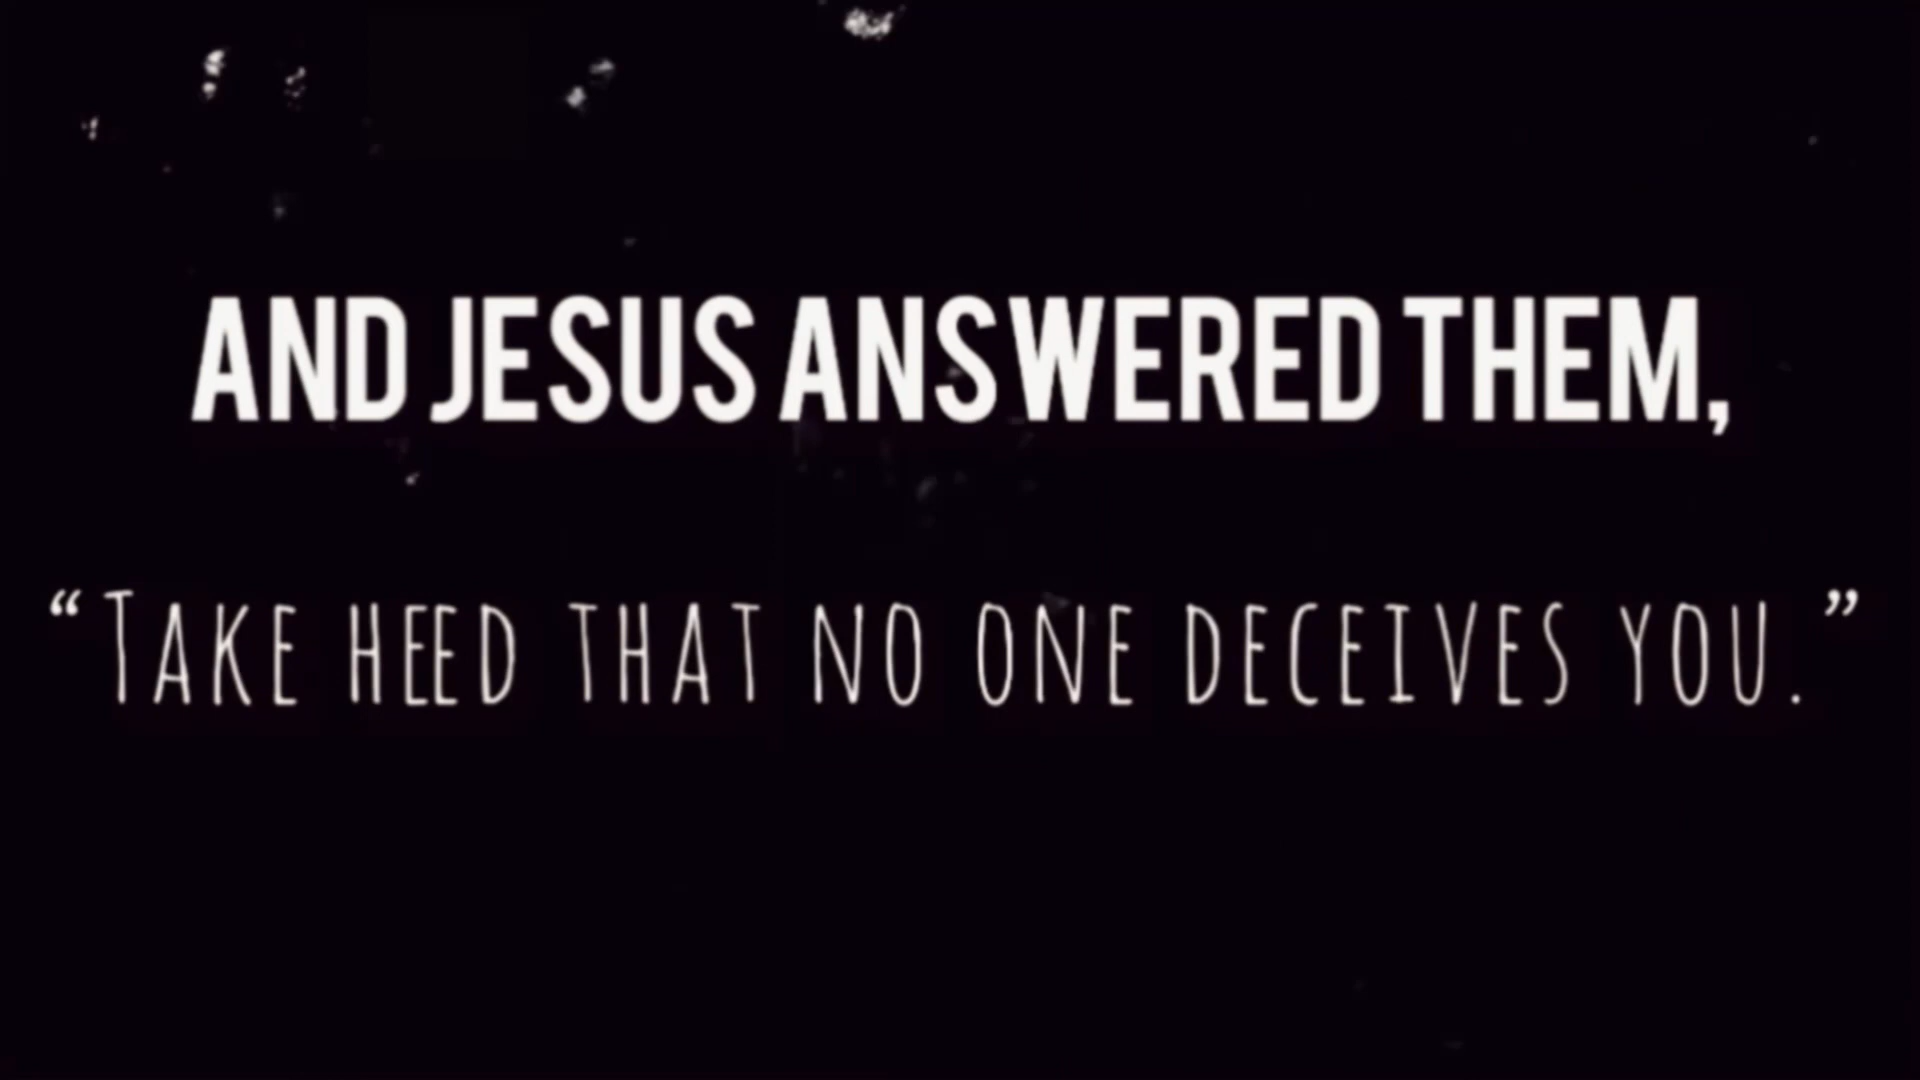 AND JESUS ANSWERED THEM,
“TAKE HEED THAT NO ONE DECEIVES YOU.”